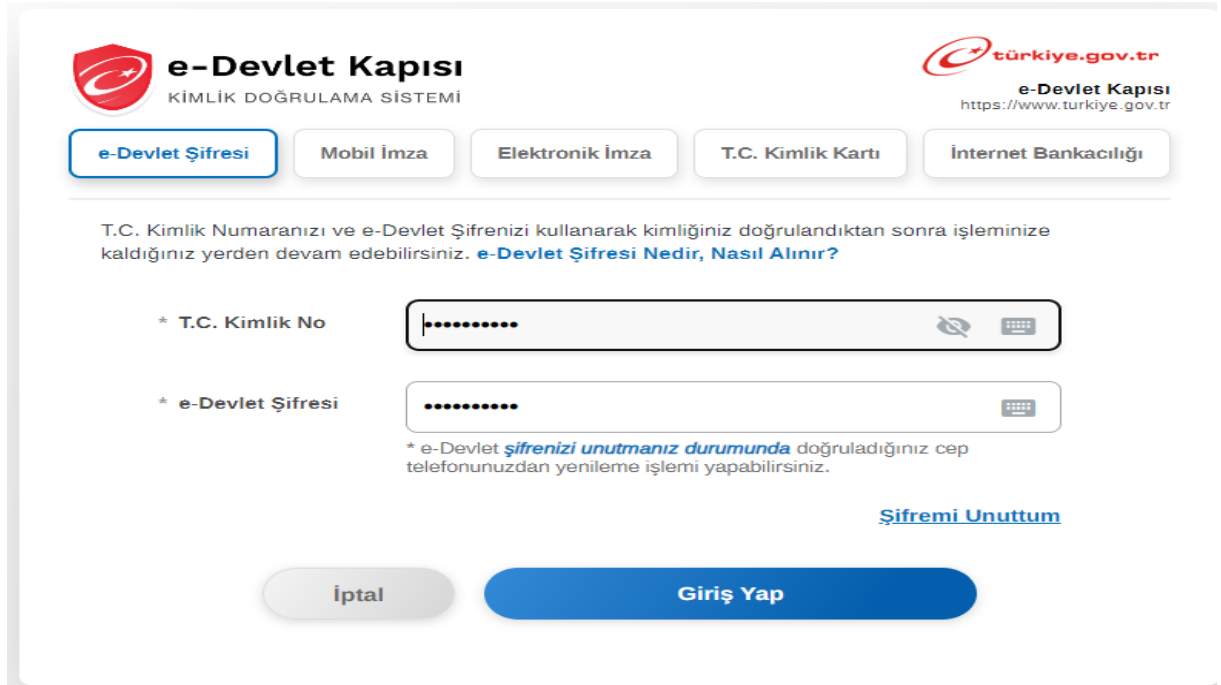 e-Devlet Kapısı
KİMLİK DOĞRULAMA SİSTEMİ
türkiye.gov.tr
e-Devlet Kapısı
https://www.turkiye.gov.tr
e-Devlet Şifresi
Mobil İmza
Elektronik İmza
T.C. Kimlik Kartı
İnternet Bankacılığı
T.C. Kimlik Numaranızı ve e-Devlet Şifrenizi kullanarak kimliğiniz doğrulandıktan sonra işleminize
kaldığınız yerden devam edebilirsiniz. e-Devlet Şifresi Nedir, Nasıl Alınır?
* T.C. Kimlik No
••••••••••
* e-Devlet Şifresi
••••••••••
* e-Devlet şifrenizi unutmanız durumunda doğruladığınız cep
telefonunuzdan yenileme işlemi yapabilirsiniz.
Şifremi Unuttum
İptal
Giriş Yap